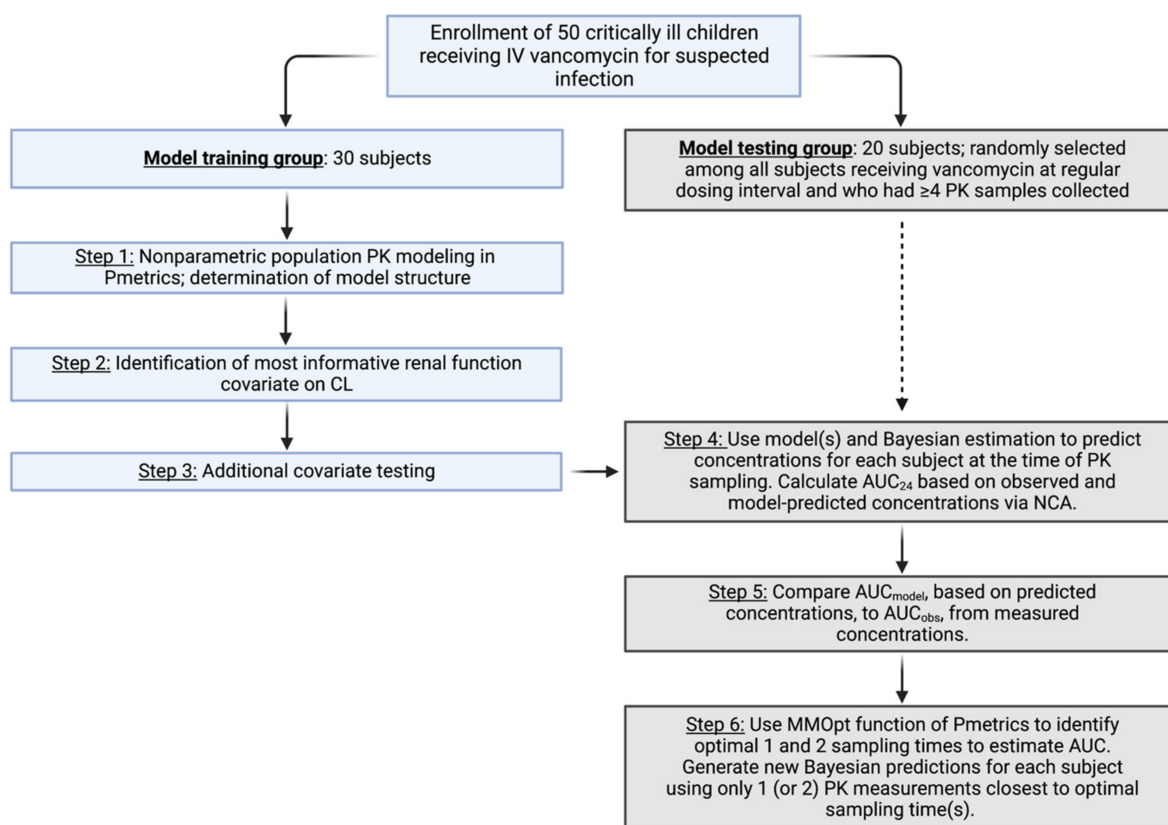 Enrollment of 50 critically ill children
receiving IV vancomycin for suspected
infection
Model training group: 30 subjects
Model testing group: 20 subjects; randomly selected
among all subjects receiving vancomycin at regular
dosing interval and who had ≥4 PK samples collected
Step 1: Nonparametric population PK modeling in
Pmetrics; determination of model structure
Step 2: Identification of most informative renal function
covariate on CL
Step 3: Additional covariate testing
Step 4: Use model(s) and Bayesian estimation to predict
concentrations for each subject at the time of PK
sampling. Calculate AUC₂₄ based on observed and
model-predicted concentrations via NCA.
Step 5: Compare AUCmodel, based on predicted
concentrations, to AUCobs, from measured
concentrations.
Step 6: Use MMOpt function of Pmetrics to identify
optimal 1 and 2 sampling times to estimate AUC.
Generate new Bayesian predictions for each subject
using only 1 (or 2) PK measurements closest to optimal
sampling time(s).